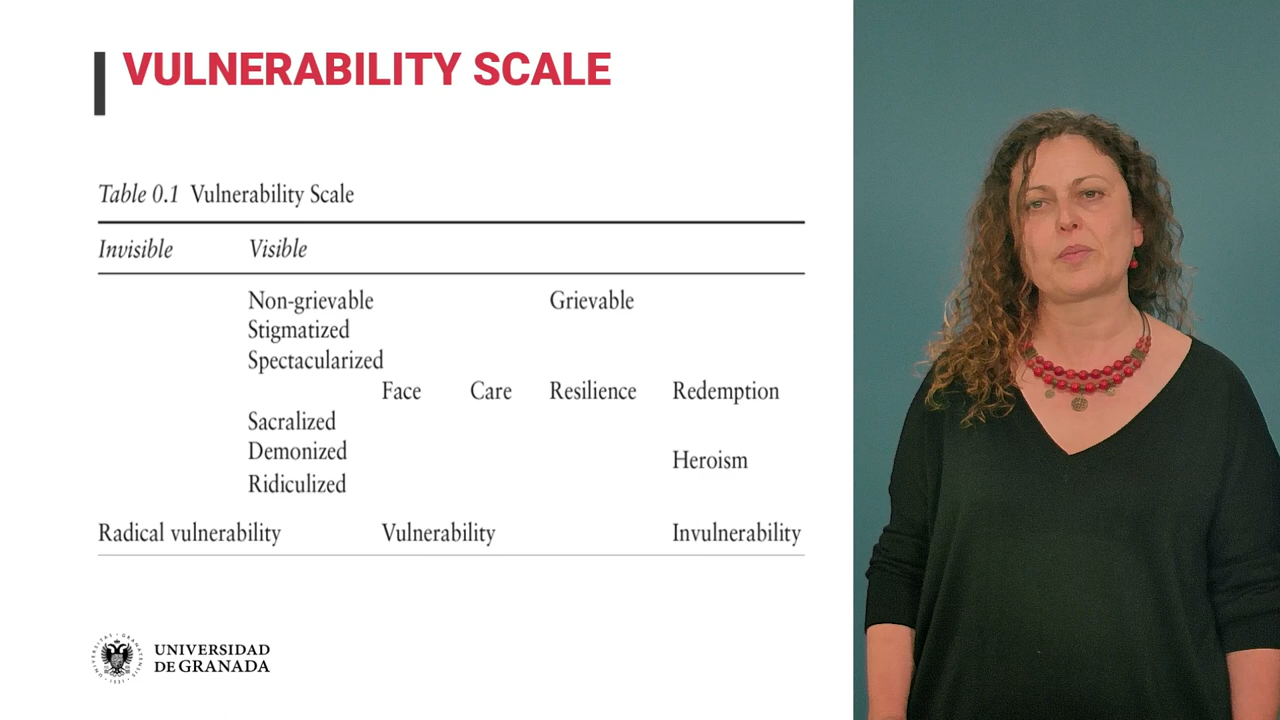 VULNERABILITY SCALE
Table 0.1 Vulnerability Scale
Invisible Visible
Non-grievable Grievable
Stigmatized
Spectacularized
Face Care Resilience Redemption
Sacralized
Demonized
Heroism
Ridiculized
Radical vulnerability Vulnerability Invulnerability
UNIVERSIDAD
DE GRANADA